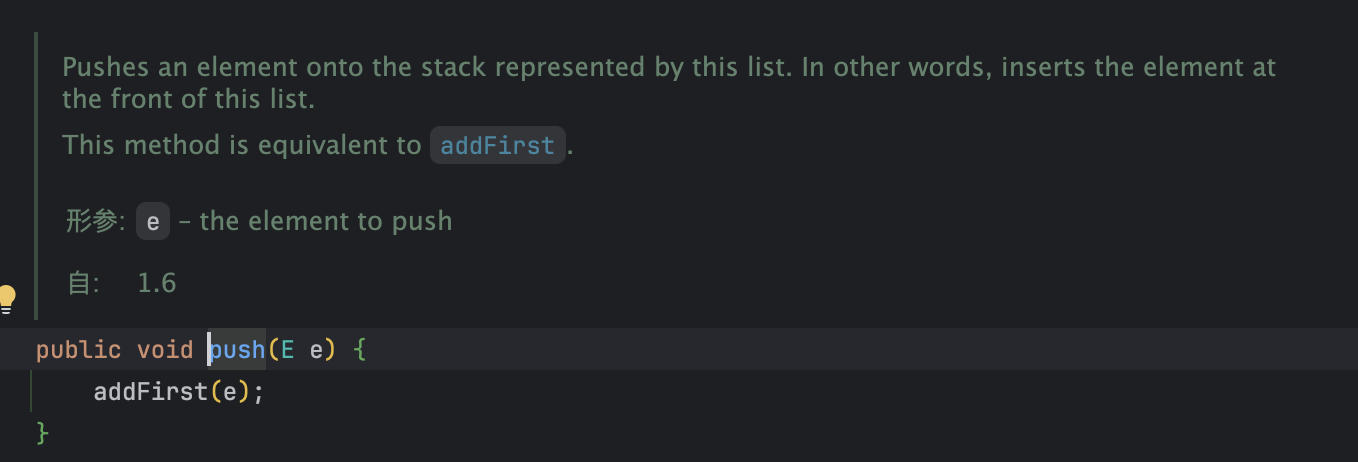 Pushes an element onto the stack represented by this list. In other words, inserts the element at
the front of this list.
This method is equivalent to addFirst.
形参: e – the element to push
自: 1.6
public void push(E e) {
    addFirst(e);
}